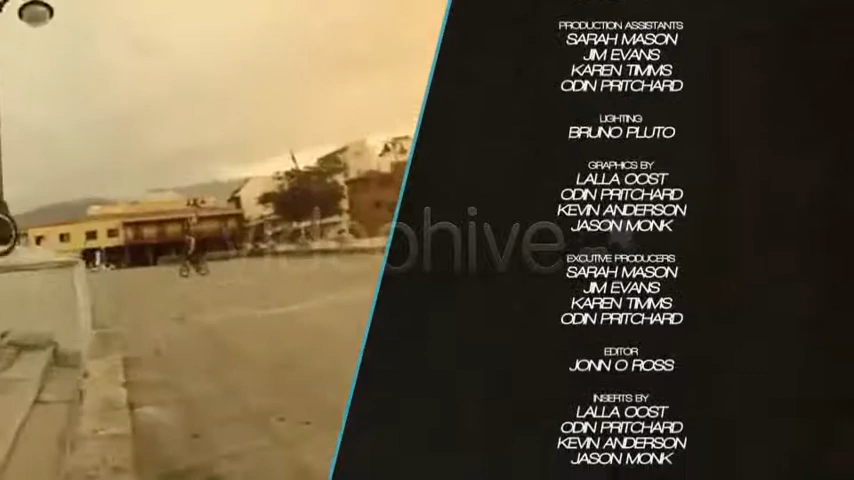 PRODUCTION ASSISTANTS
SARAH MASON
JIM EVANS
KAREN TIMMS
ODIN PRITCHARD
LIGHTING
BRUNO PLUTO
GRAPHICS BY
LALLA OOST
ODIN PRITCHARD
KEVIN ANDERSON
JASON MONK
videohive
EXCUTIVE PRODUCERS
SARAH MASON
JIM EVANS
KAREN TIMMS
ODIN PRITCHARD
EDITOR
JONN O ROSS
INSERTS BY
LALLA OOST
ODIN PRITCHARD
KEVIN ANDERSON
JASON MONK